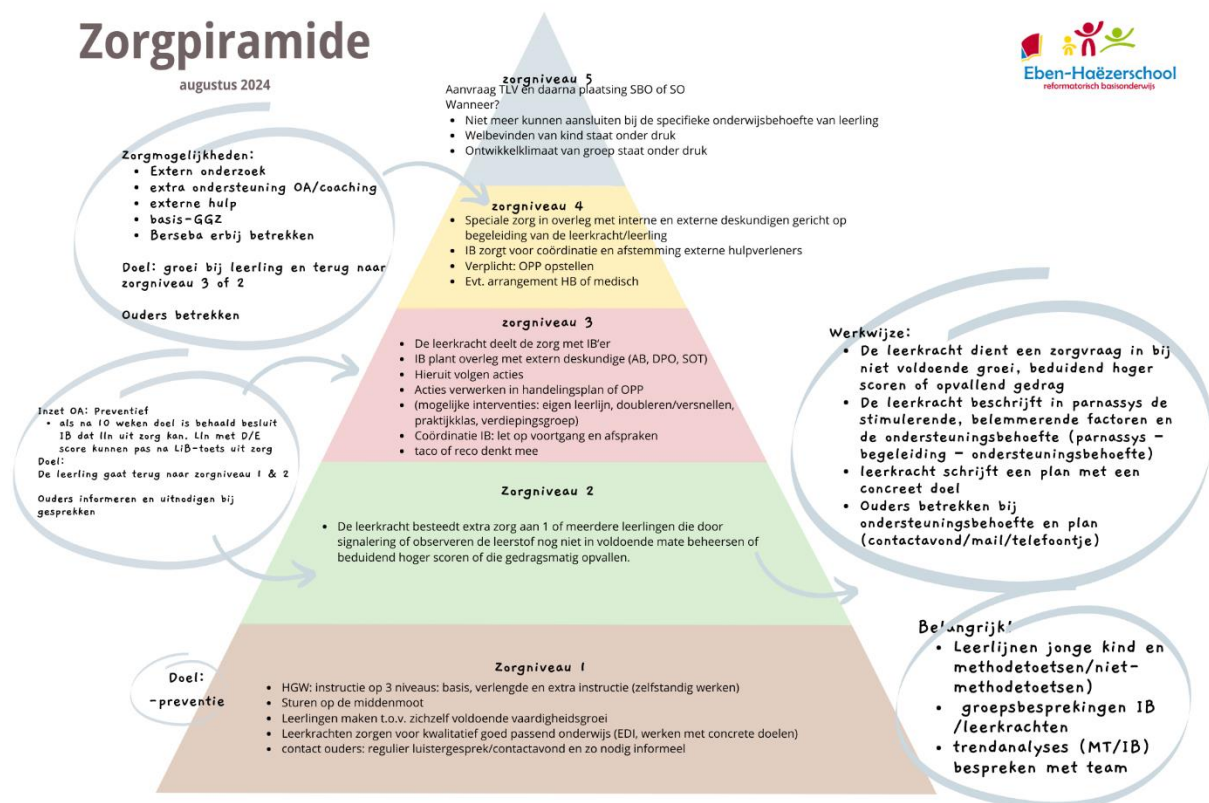 Zorgpiramide
augustus 2024
Eben-Haëzerschool
reformatorisch basisonderwijs
zorgniveau 5
Aanvraag TLV en daarna plaatsing SBO of SO
Wanneer?
• Niet meer kunnen aansluiten bij de specifieke onderwijsbehoefte van leerling
• Welbevinden van kind staat onder druk
• Ontwikkelklimaat van groep staat onder druk
Zorgmogelijkheden:
• Extern onderzoek
• extra ondersteuning OA/coaching
• externe hulp
• basis-GGZ
• Berseba erbij betrekken
Doel: groei bij leerling en terug naar
zorgniveau 3 of 2
Ouders betrekken
zorgniveau 4
• Speciale zorg in overleg met interne en externe deskundigen gericht op
begeleiding van de leerkracht/leerling
• IB zorgt voor coördinatie en afstemming externe hulpverleners
• Verplicht: OPP opstellen
• Evt. arrangement HB of medisch
zorgniveau 3
• De leerkracht deelt de zorg met IB'er
• IB plant overleg met extern deskundige (AB, DPO, SOT)
• Hieruit volgen acties
• Acties verwerken in handelingsplan of OPP
• (mogelijke interventies: eigen leerlijn, doubleren/versnellen,
praktijkklas, verdiepingsgroep)
• Coördinatie IB: let op voortgang en afspraken
• taco of reco denkt mee
Inzet OA: Preventief
• als na 10 weken doel is behaald besluit
IB dat lln uit zorg kan. Lln met D/E
score kunnen pas na LiB-toets uit zorg
Doel:
De leerling gaat terug naar zorgniveau 1 & 2
Ouders informeren en uitnodigen bij
gesprekken
Werkwijze:
• De leerkracht dient een zorgvraag in bij
niet voldoende groei, beduidend hoger
scoren of opvallend gedrag
• De leerkracht beschrijft in parnassys de
stimulerende, belemmerende factoren en
de ondersteuningsbehoefte (parnassys -
begeleiding - ondersteuningsbehoefte)
• leerkracht schrijft een plan met een
concreet doel
• Ouders betrekken bij
ondersteuningsbehoefte en plan
(contactavond/mail/telefoontje)
Zorgniveau 2
• De leerkracht besteedt extra zorg aan 1 of meerdere leerlingen die door
signalering of observeren de leerstof nog niet in voldoende mate beheersen of
beduidend hoger scoren of die gedragsmatig opvallen.
Belangrijk!
• Leerlijnen jonge kind en
methodetoetsen/niet-
methodetoetsen)
• groepsbesprekingen IB
/leerkrachten
• trendanalyses (MT/IB)
bespreken met team
Doel:
-preventie
Zorgniveau 1
• HGW: instructie op 3 niveaus: basis, verlengde en extra instructie (zelfstandig werken)
• Sturen op de middenmoot
• Leerlingen maken t.o.v. zichzelf voldoende vaardigheidsgroei
• Leerkrachten zorgen voor kwalitatief goed passend onderwijs (EDI, werken met concrete doelen)
• contact ouders: regulier luistergesprek/contactavond en zo nodig informeel